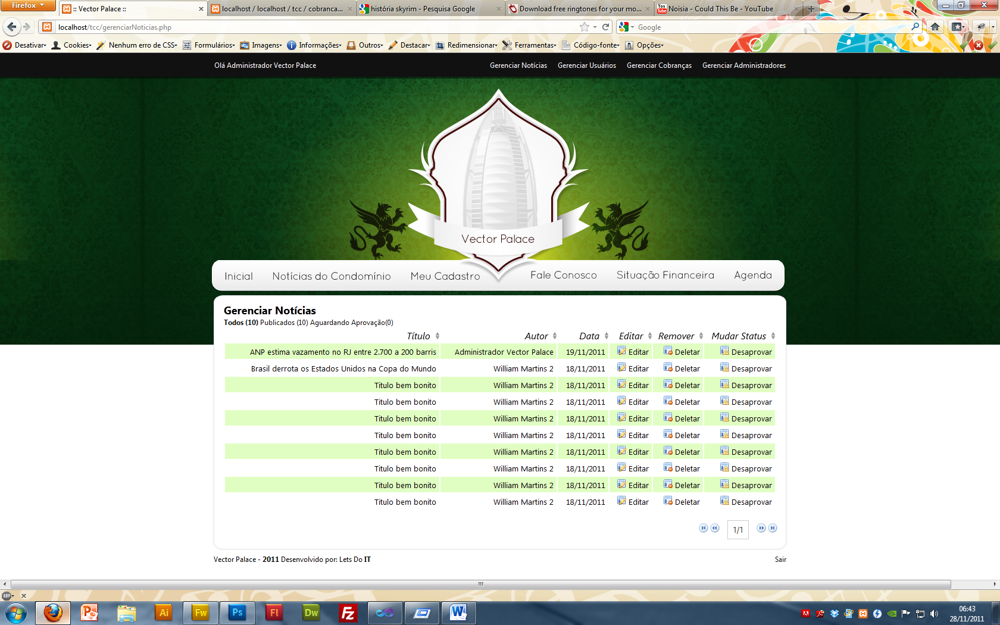 Firefox
:: Vector Palace ::
localhost / localhost / tcc / cobranca...
história skyrim - Pesquisa Google
Download free ringtones for your mo...
Noisia - Could This Be - YouTube
localhost/tcc/gerenciarNoticias.php
Google
Desativar
Cookies
Nenhum erro de CSS
Formulários
Imagens
Informações
Outros
Destacar
Redimensionar
Ferramentas
Código-fonte
Opções
Olá Administrador Vector Palace
Gerenciar Notícias Gerenciar Usuários Gerenciar Cobranças Gerenciar Administradores
Vector Palace
Inicial Notícias do Condomínio Meu Cadastro Fale Conosco Situação Financeira Agenda
Gerenciar Notícias
Todos (10) Publicados (10) Aguardando Aprovação(0)
Título Autor Data Editar Remover Mudar Status
ANP estima vazamento no RJ entre 2.700 a 200 barris Administrador Vector Palace 19/11/2011 Editar Deletar Desaprovar
Brasil derrota os Estados Unidos na Copa do Mundo William Martins 2 18/11/2011 Editar Deletar Desaprovar
Titulo bem bonito William Martins 2 18/11/2011 Editar Deletar Desaprovar
Titulo bem bonito William Martins 2 18/11/2011 Editar Deletar Desaprovar
Titulo bem bonito William Martins 2 18/11/2011 Editar Deletar Desaprovar
Titulo bem bonito William Martins 2 18/11/2011 Editar Deletar Desaprovar
Titulo bem bonito William Martins 2 18/11/2011 Editar Deletar Desaprovar
Titulo bem bonito William Martins 2 18/11/2011 Editar Deletar Desaprovar
Titulo bem bonito William Martins 2 18/11/2011 Editar Deletar Desaprovar
Titulo bem bonito William Martins 2 18/11/2011 Editar Deletar Desaprovar
1/1
Vector Palace - 2011 Desenvolvido por: Lets Do IT
Sair
ABP
Ai
Fw
Ps
Fl
Dw
Fz
W
06:43
28/11/2011